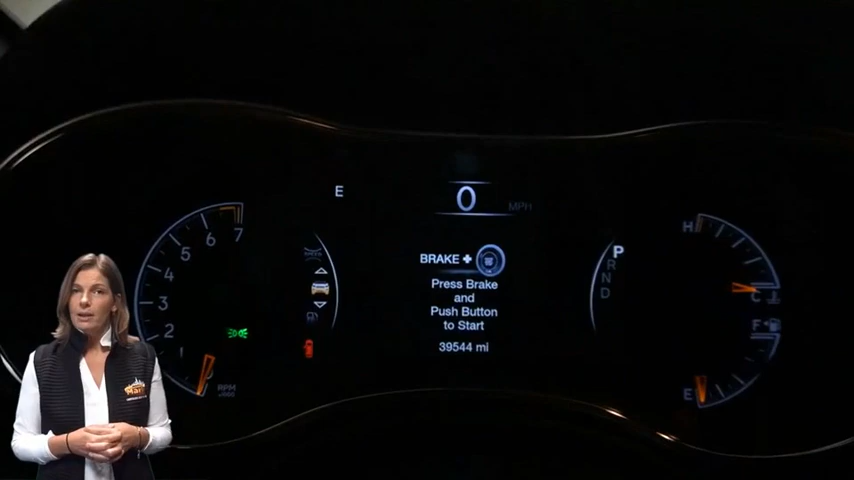 E
0
MPH
7
6
5
4
3
2
1
RPM
BRAKE +
Press Brake
and
Push Button
to Start
39544 mi
P
R
N
D
H
C
F
E